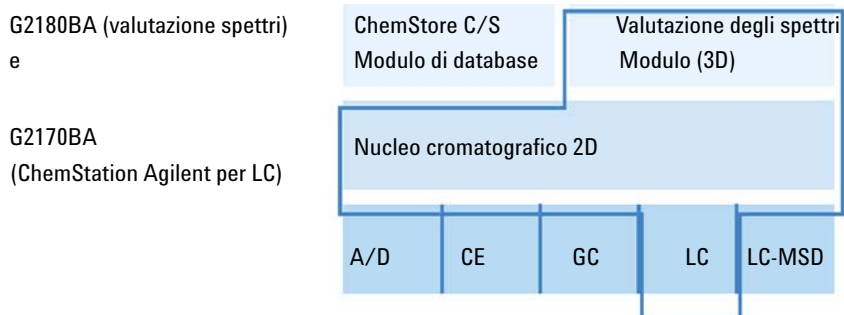 G2180BA (valutazione spettri)
e
G2170BA
(ChemStation Agilent per LC)
ChemStore C/S
Modulo di database
Valutazione degli spettri
Modulo (3D)
Nucleo cromatografico 2D
A/D
CE
GC
LC
LC-MSD